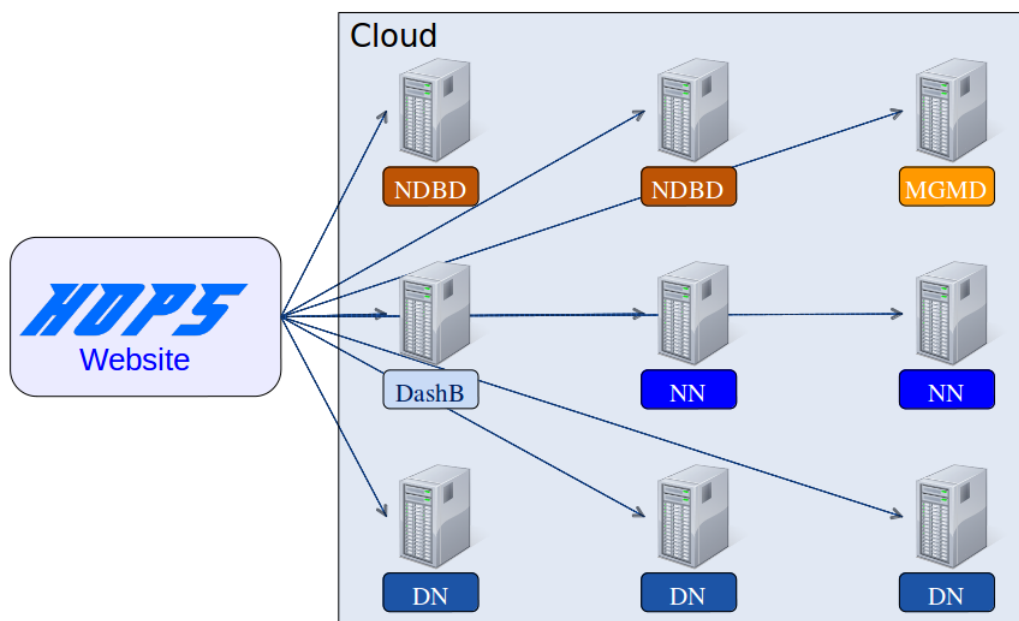 Cloud
NDBD
NDBD
MGMD
HOPS
Website
DashB
NN
NN
DN
DN
DN